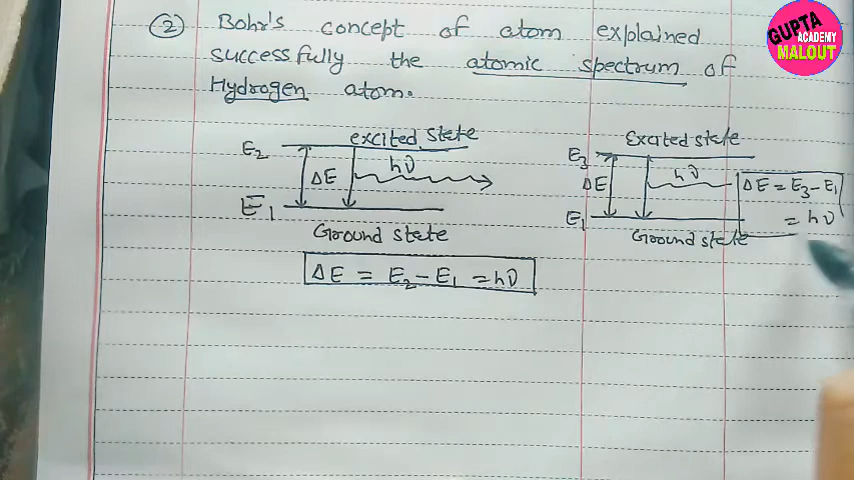 ② Bohr's concept of atom explained
successfully the atomic spectrum of
Hydrogen atom.
E₂ excited state
ΔE hν
E₁
Ground state
ΔE = E₂ - E₁ = hν
Excited state
E₃
ΔE hν
E₁
Ground state
ΔE = E₃ - E₁
= hν
GUPTA
ACADEMY
MALOUT